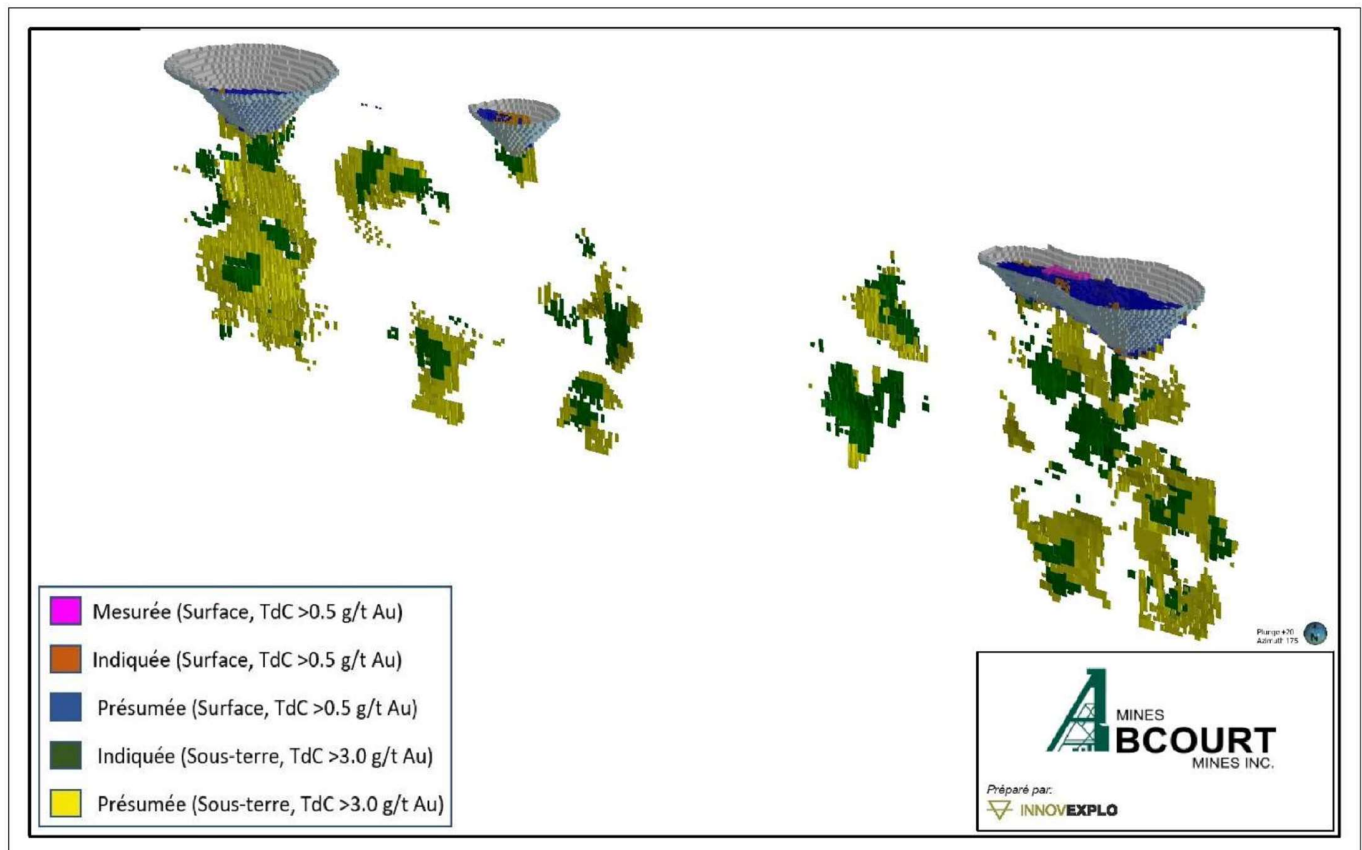 Mesurée (Surface, TdC >0.5 g/t Au)
Indiquée (Surface, TdC >0.5 g/t Au)
Présumée (Surface, TdC >0.5 g/t Au)
Indiquée (Sous-terre, TdC >3.0 g/t Au)
Présumée (Sous-terre, TdC >3.0 g/t Au)
Plunge +20
Azimuth 175
N
MINES
ABCOURT
MINES INC.
Préparé par:
INNOVEXPLO